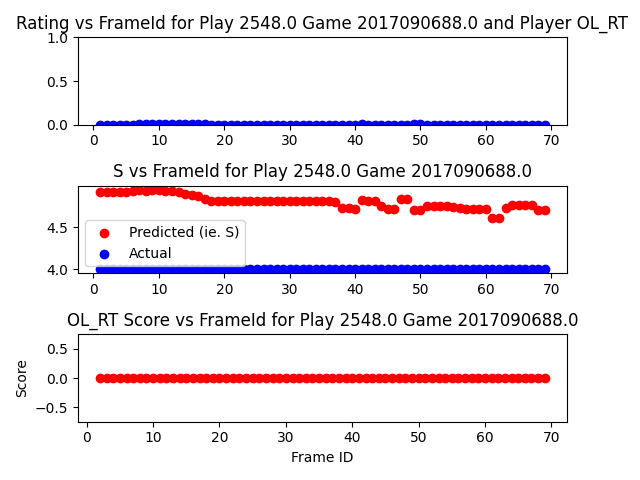 Rating vs FrameId for Play 2548.0 Game 2017090688.0 and Player OL_RT
1.0
0.5
0.0
0 10 20 30 40 50 60 70
S vs FrameId for Play 2548.0 Game 2017090688.0
4.5
4.0
Predicted (ie. S)
Actual
0 10 20 30 40 50 60 70
OL_RT Score vs FrameId for Play 2548.0 Game 2017090688.0
Score
0.5
0.0
−0.5
0 10 20 30 40 50 60 70
Frame ID